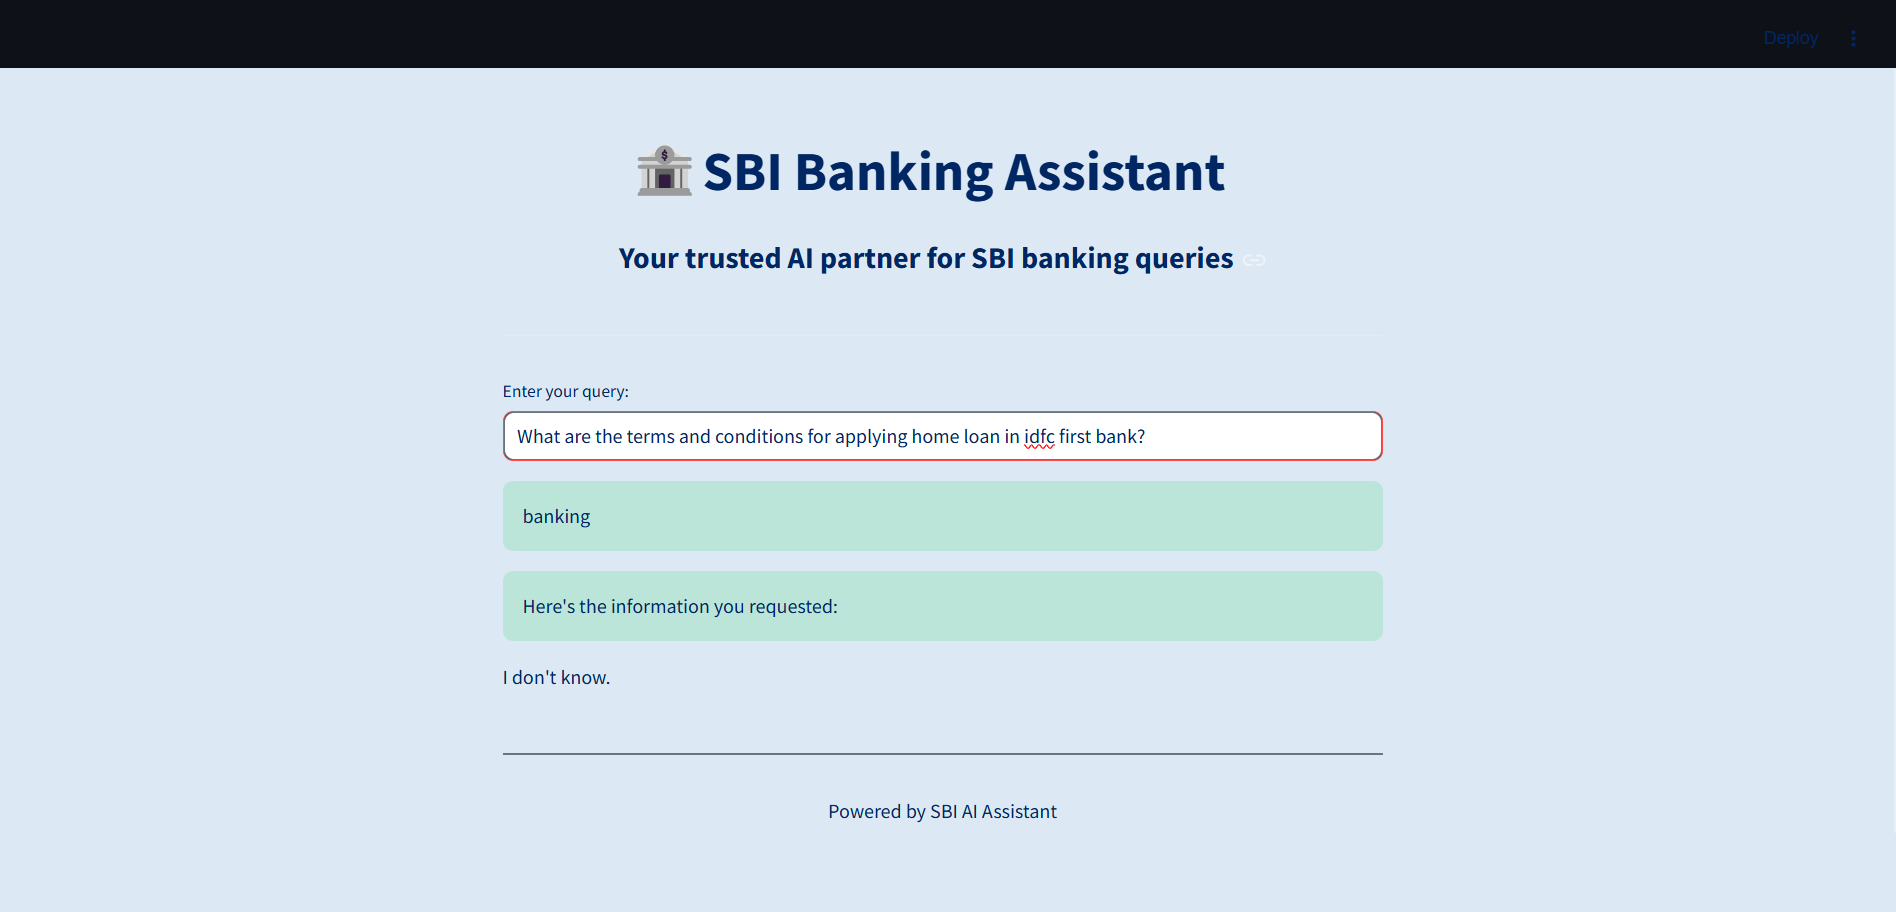 Deploy
SBI Banking Assistant
Your trusted AI partner for SBI banking queries
Enter your query:
What are the terms and conditions for applying home loan in idfc first bank?
banking
Here's the information you requested:
I don't know.
Powered by SBI AI Assistant